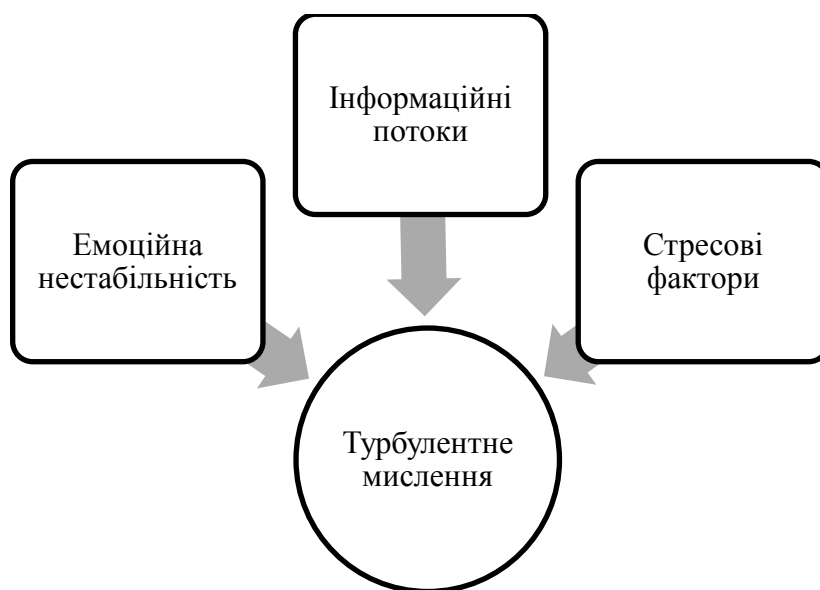 Інформаційні
потоки
Емоційна
нестабільність
Стресові
фактори
Турбулентне
мислення